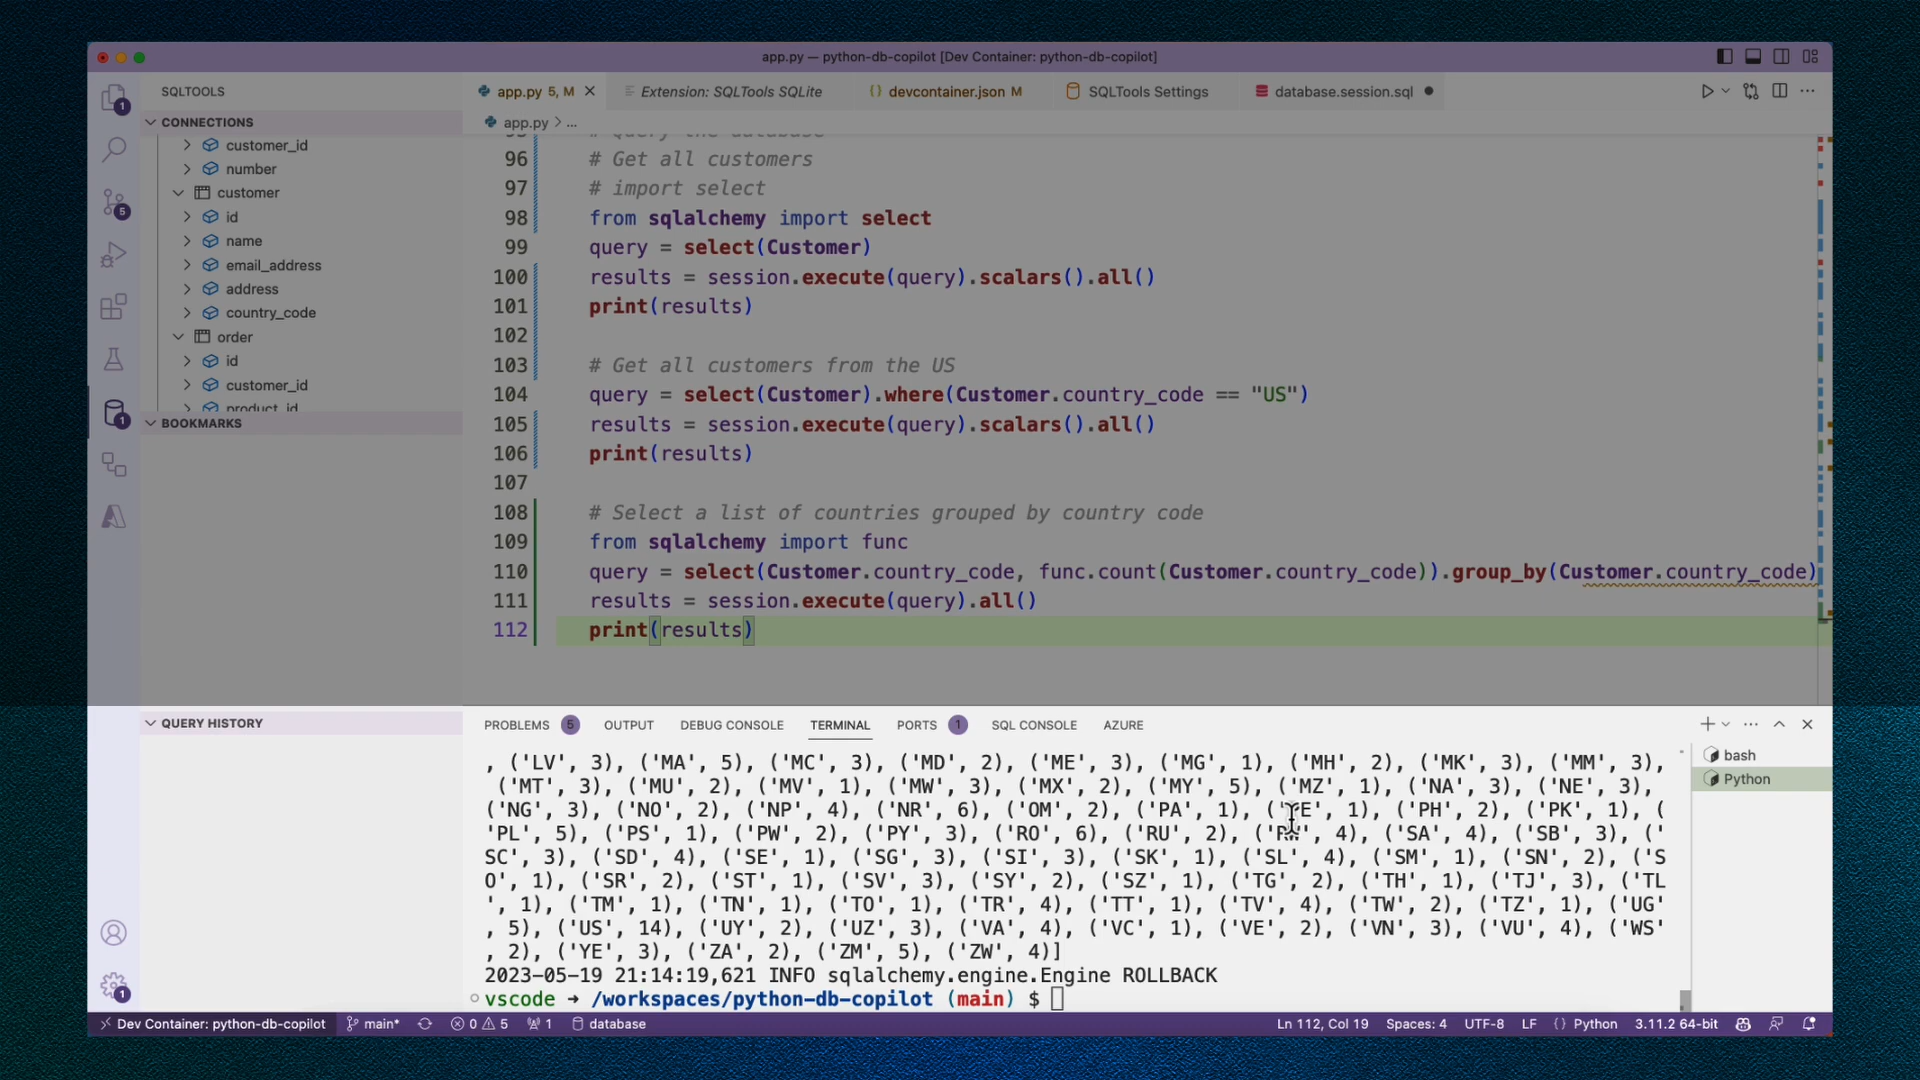 app.py — python-db-copilot [Dev Container: python-db-copilot]
SQLTOOLS
CONNECTIONS
customer_id
number
customer
id
name
email_address
address
country_code
order
id
customer_id
product_id
BOOKMARKS
QUERY HISTORY
1
5
1
1
app.py 5, M
Extension: SQLTools SQLite
devcontainer.json M
SQLTools Settings
database.session.sql
app.py > ...
# Query the database
96 # Get all customers
97 # import select
98 from sqlalchemy import select
99 query = select(Customer)
100 results = session.execute(query).scalars().all()
101 print(results)
102
103 # Get all customers from the US
104 query = select(Customer).where(Customer.country_code == "US")
105 results = session.execute(query).scalars().all()
106 print(results)
107
108 # Select a list of countries grouped by country code
109 from sqlalchemy import func
110 query = select(Customer.country_code, func.count(Customer.country_code)).group_by(Customer.country_code)
111 results = session.execute(query).all()
112 print(results)
PROBLEMS 5 OUTPUT DEBUG CONSOLE TERMINAL PORTS 1 SQL CONSOLE AZURE
, ('LV', 3), ('MA', 5), ('MC', 3), ('MD', 2), ('ME', 3), ('MG', 1), ('MH', 2), ('MK', 3), ('MM', 3),
('MT', 3), ('MU', 2), ('MV', 1), ('MW', 3), ('MX', 2), ('MY', 5), ('MZ', 1), ('NA', 3), ('NE', 3),
('NG', 3), ('NO', 2), ('NP', 4), ('NR', 6), ('OM', 2), ('PA', 1), ('PE', 1), ('PH', 2), ('PK', 1), (
'PL', 5), ('PS', 1), ('PW', 2), ('PY', 3), ('RO', 6), ('RU', 2), ('RW', 4), ('SA', 4), ('SB', 3), ('
SC', 3), ('SD', 4), ('SE', 1), ('SG', 3), ('SI', 3), ('SK', 1), ('SL', 4), ('SM', 1), ('SN', 2), ('S
O', 1), ('SR', 2), ('ST', 1), ('SV', 3), ('SY', 2), ('SZ', 1), ('TG', 2), ('TH', 1), ('TJ', 3), ('TL
', 1), ('TM', 1), ('TN', 1), ('TO', 1), ('TR', 4), ('TT', 1), ('TV', 4), ('TW', 2), ('TZ', 1), ('UG'
, 5), ('US', 14), ('UY', 2), ('UZ', 3), ('VA', 4), ('VC', 1), ('VE', 2), ('VN', 3), ('VU', 4), ('WS'
, 2), ('YE', 3), ('ZA', 2), ('ZM', 5), ('ZW', 4)]
2023-05-19 21:14:19,621 INFO sqlalchemy.engine.Engine ROLLBACK
vscode ➜ /workspaces/python-db-copilot (main) $
bash
Python
Dev Container: python-db-copilot main* 0 5 1 database Ln 112, Col 19 Spaces: 4 UTF-8 LF {} Python 3.11.2 64-bit